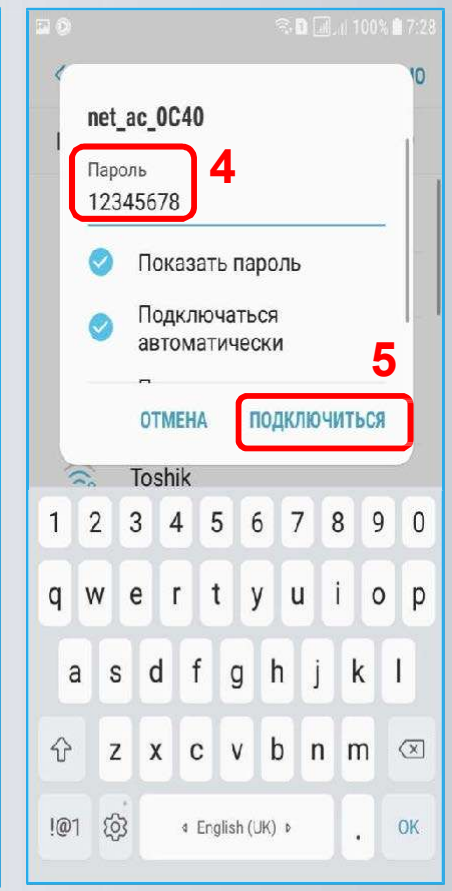 100% 7:28
net_ac_0C40
Пароль
4
12345678
Показать пароль
Подключаться
автоматически
5
ОТМЕНА ПОДКЛЮЧИТЬСЯ
Toshik
1 2 3 4 5 6 7 8 9 0
q w e r t y u i o p
a s d f g h j k l
z x c v b n m
!@1 English (UK) . OK